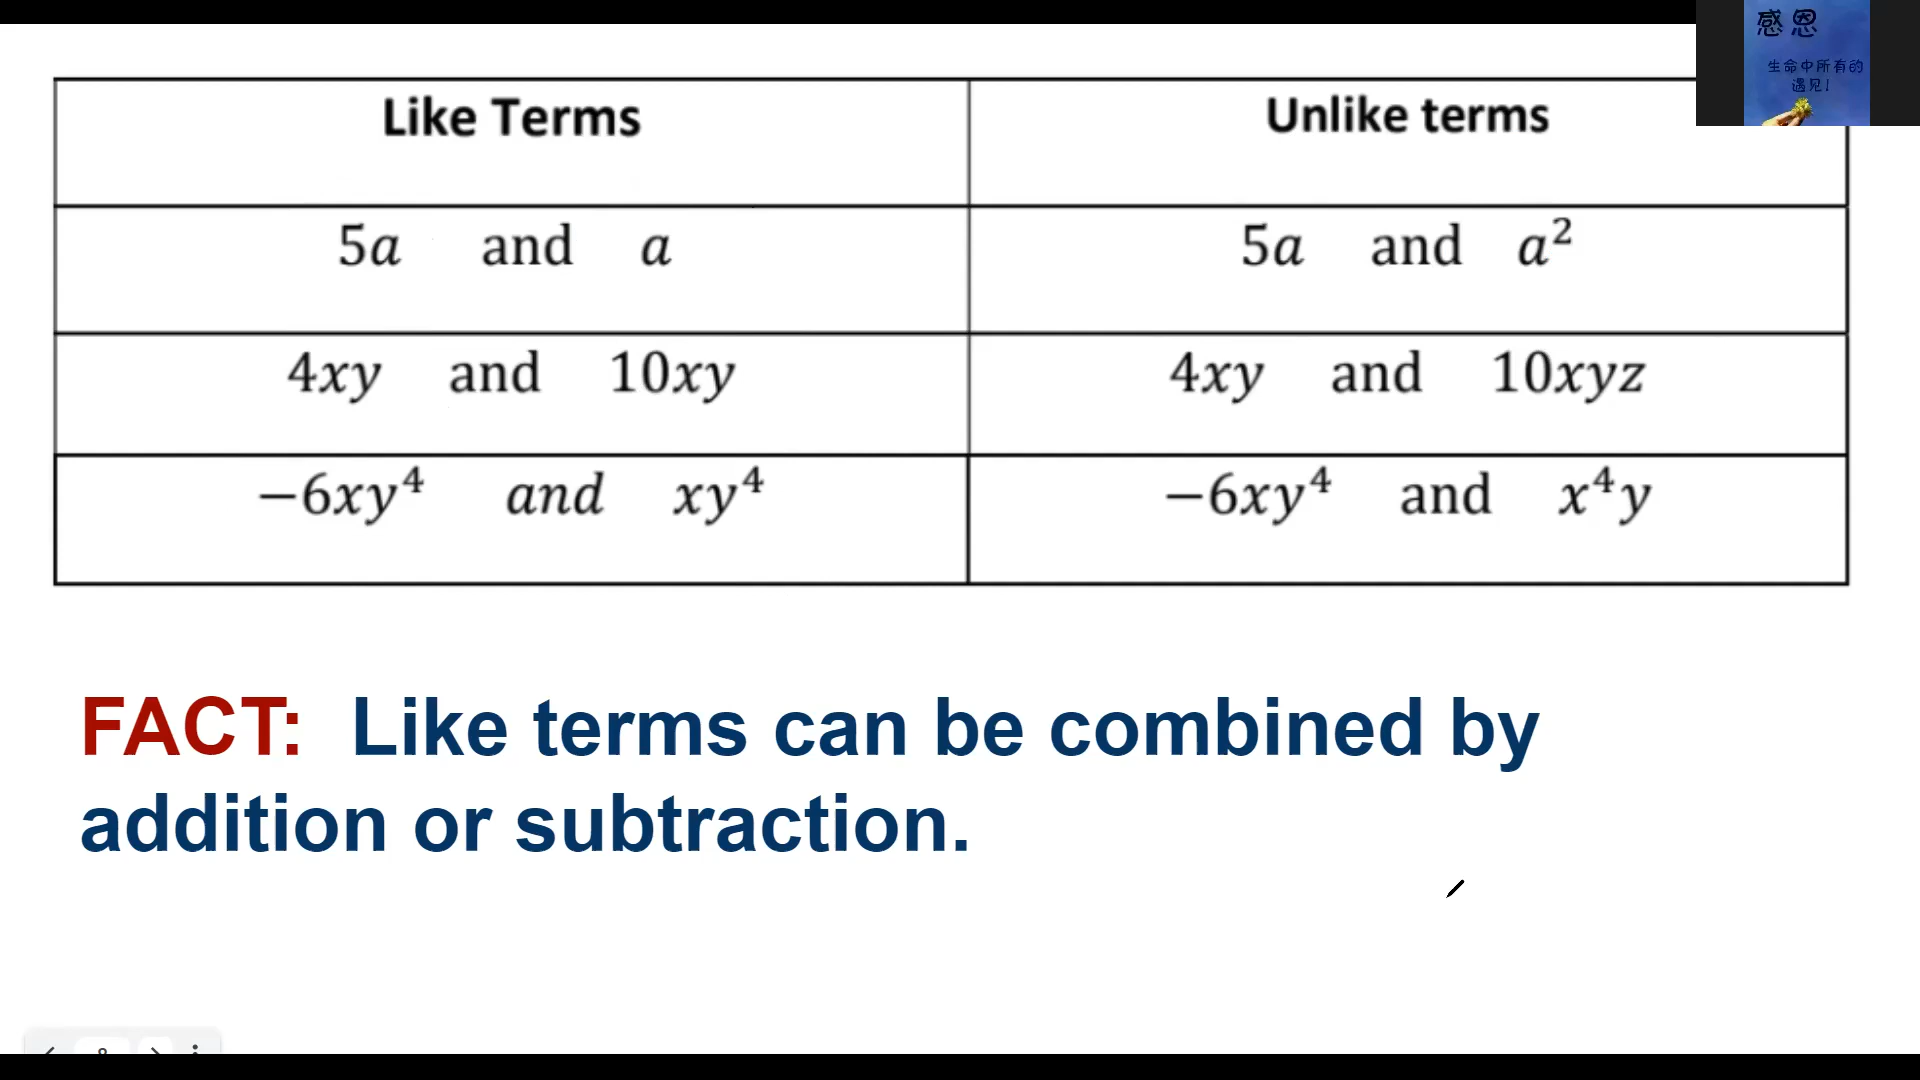 感恩
生命中所有的
遇见!
Like Terms
Unlike terms
5a and a
5a and a²
4xy and 10xy
4xy and 10xyz
−6xy⁴ and xy⁴
−6xy⁴ and x⁴y
FACT: Like terms can be combined by
addition or subtraction.